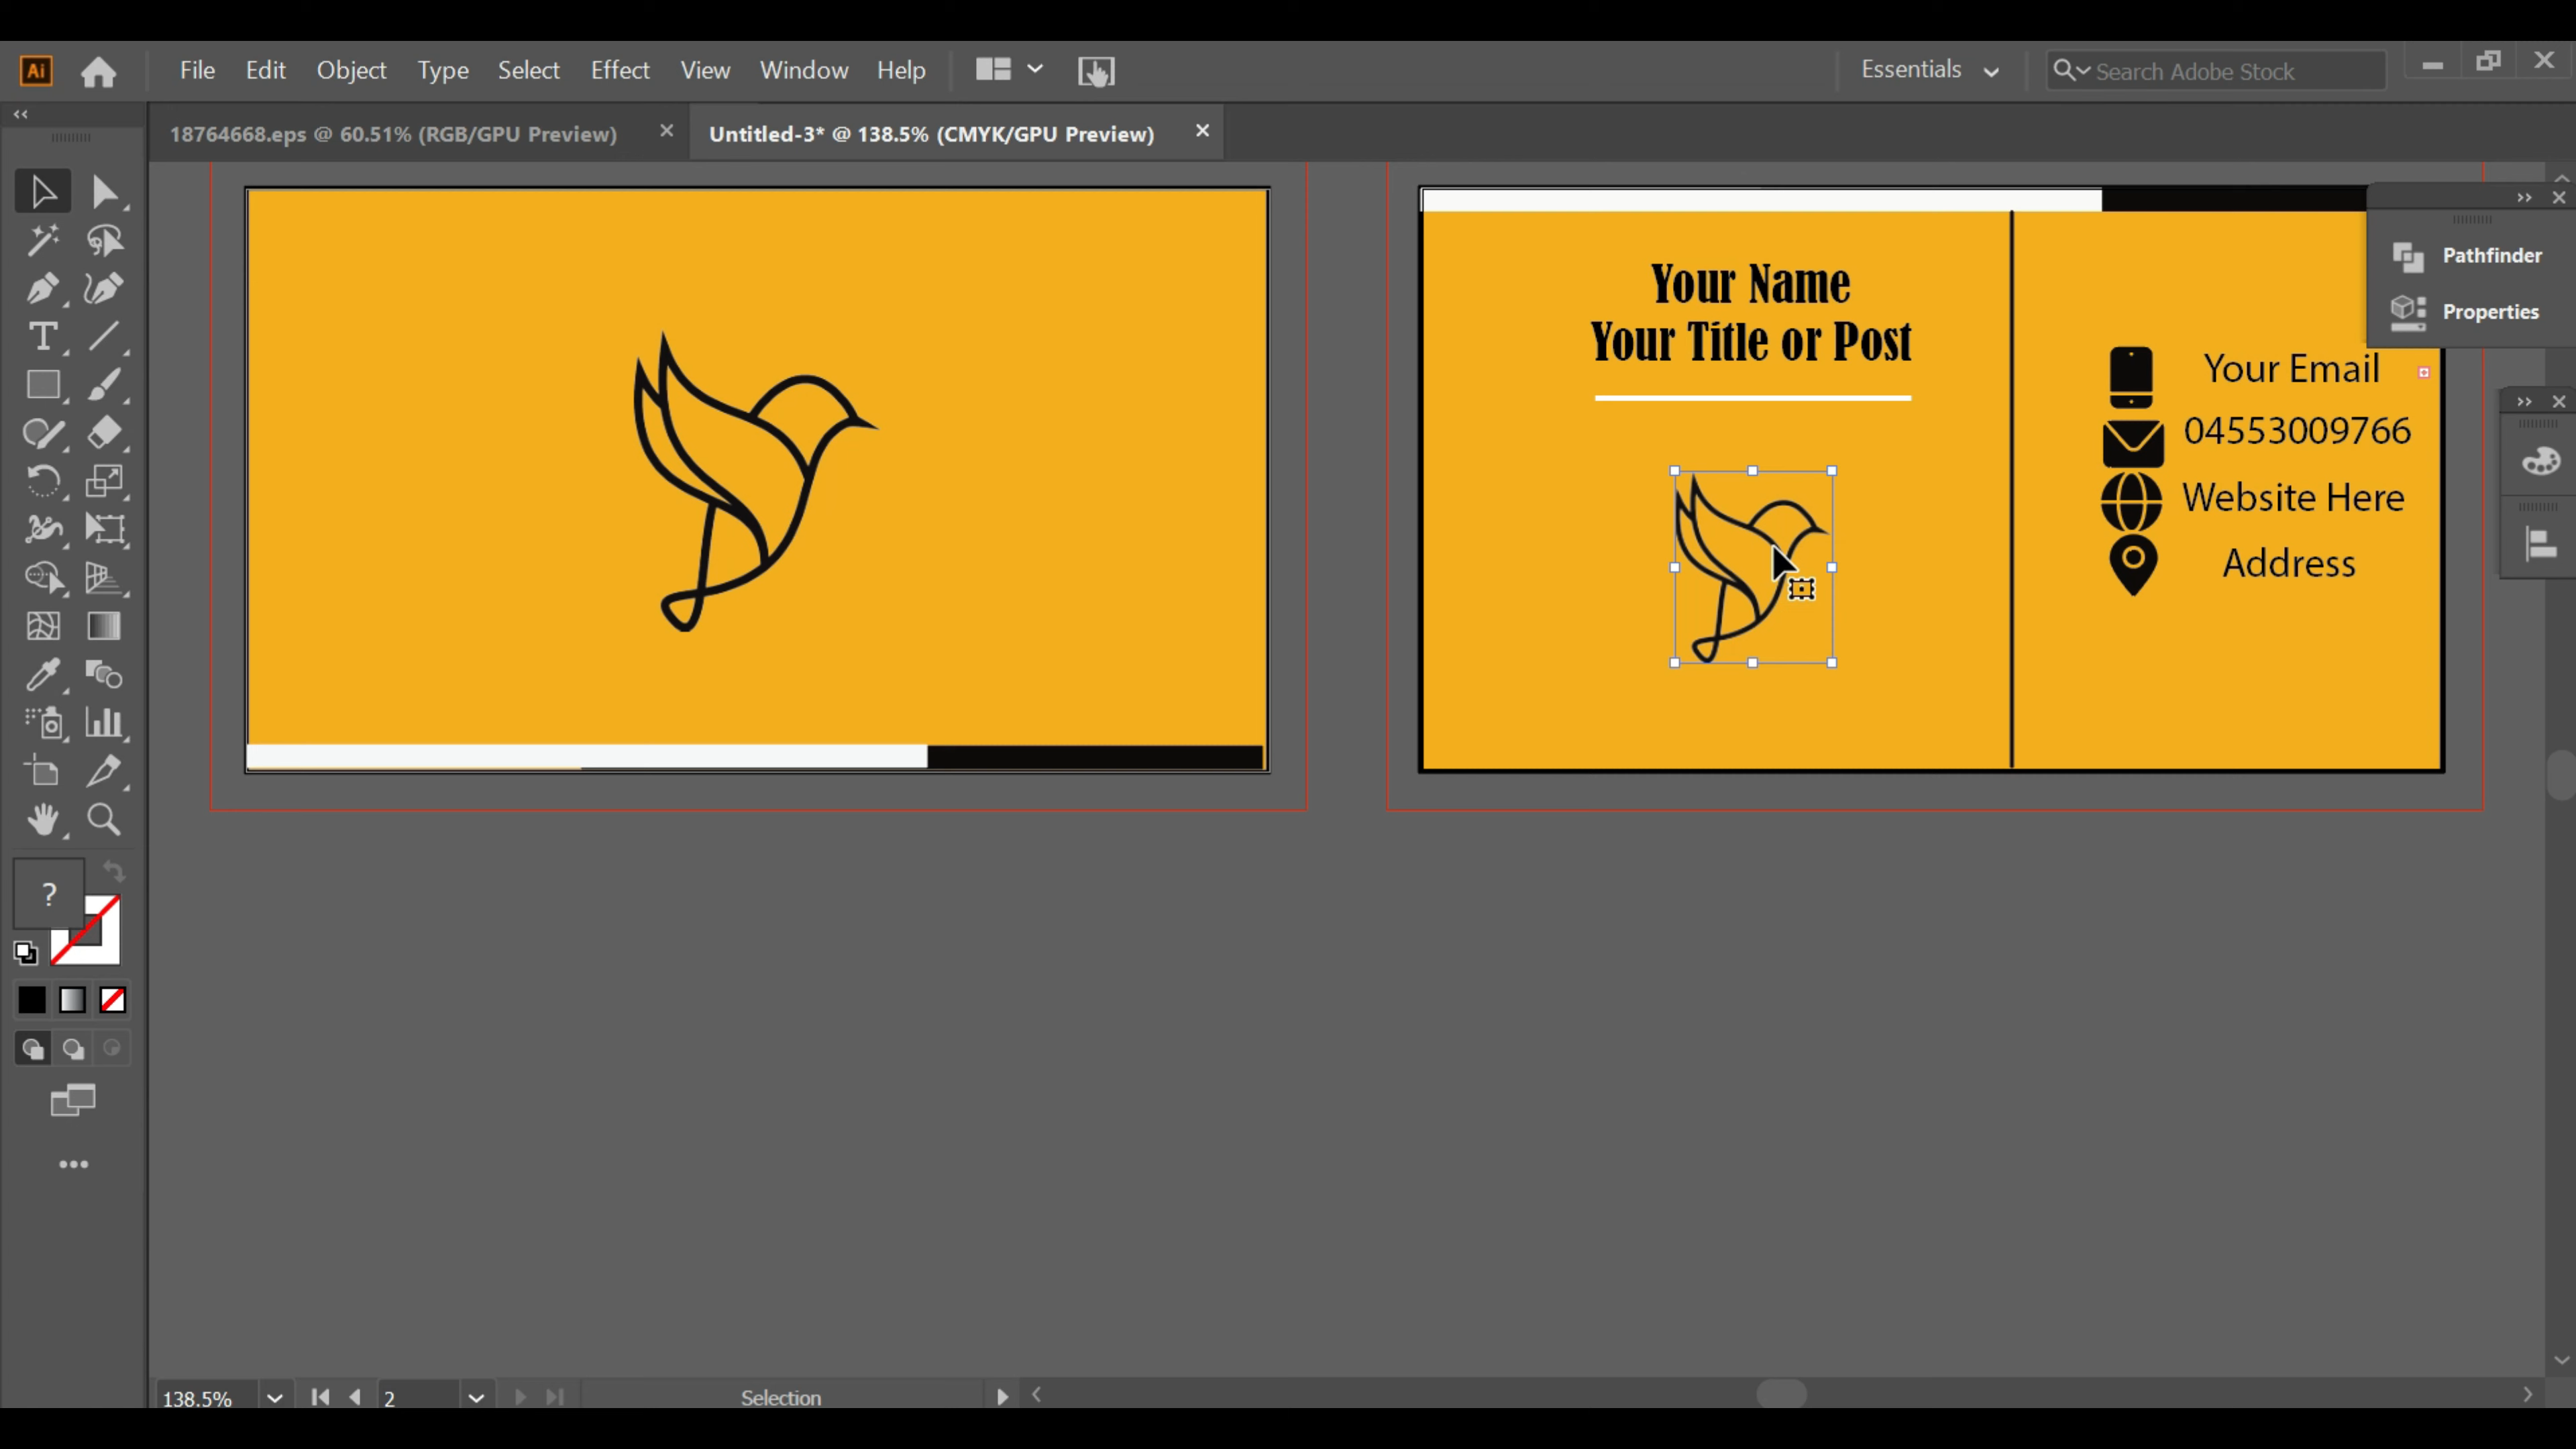 Ai File Edit Object Type Select Effect View Window Help Essentials Search Adobe Stock
18764668.eps @ 60.51% (RGB/GPU Preview) Untitled-3* @ 138.5% (CMYK/GPU Preview)
Pathfinder
Properties
Your Name
Your Title or Post
Your Email
04553009766
Website Here
Address
?
138.5% 2 Selection